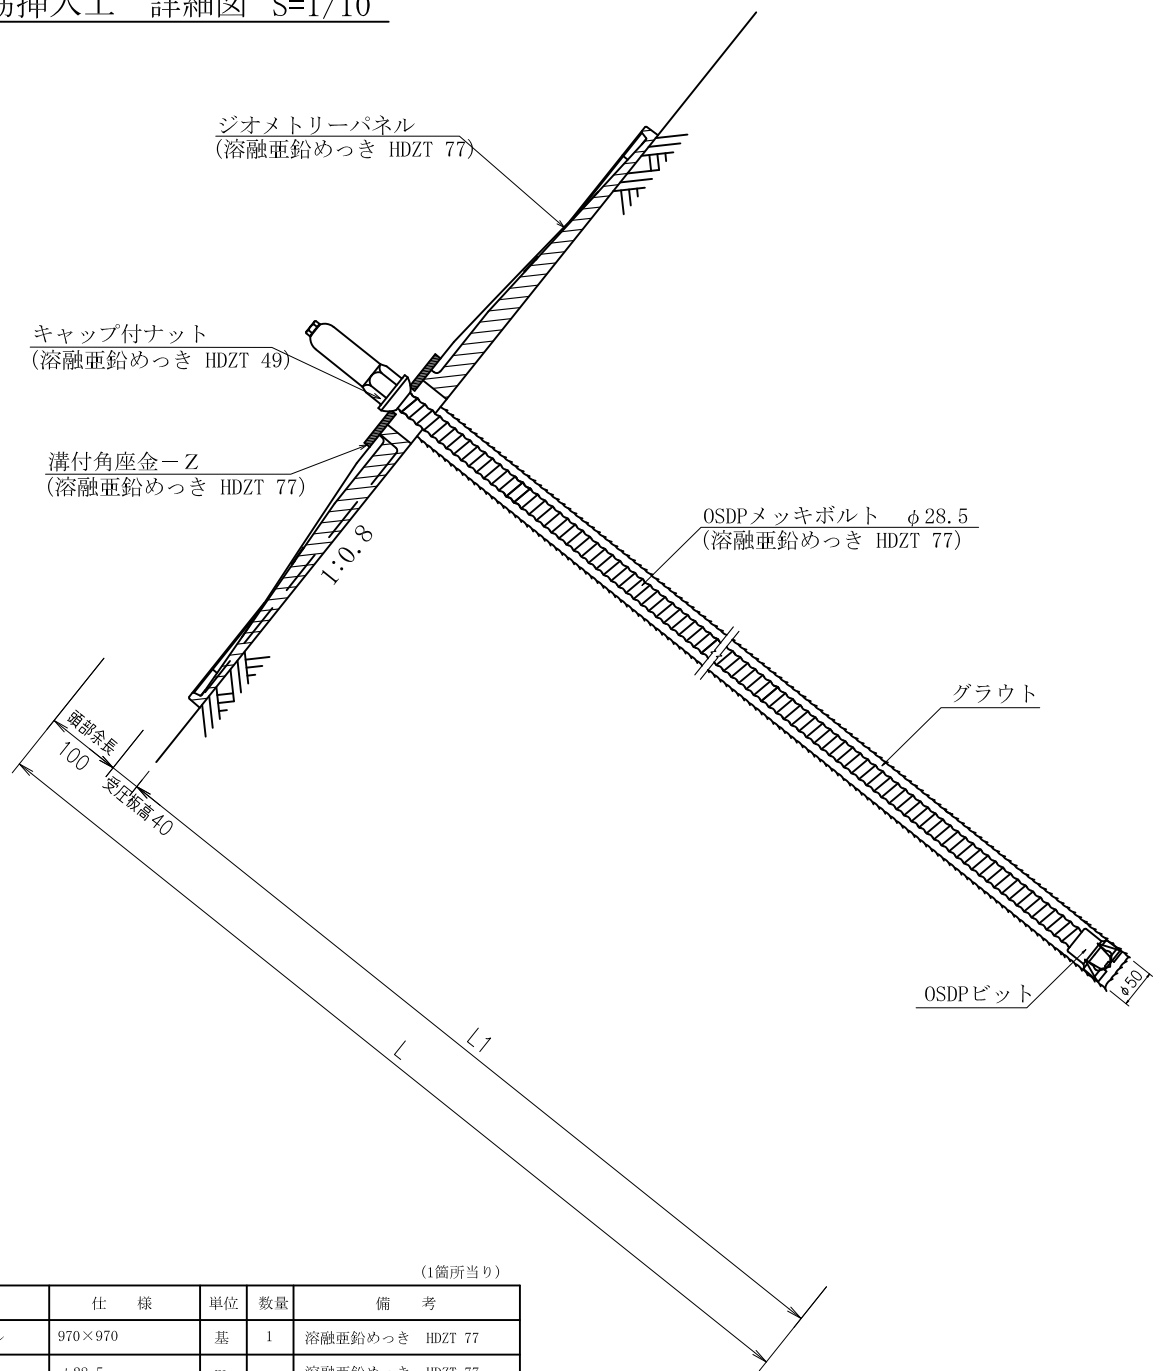 挿入工　詳細図 S=1/10
ジオメトリーパネル
(溶融亜鉛めっき HDZT 77)
キャップ付ナット
(溶融亜鉛めっき HDZT 49)
溝付角座金－Z
(溶融亜鉛めっき HDZT 77)
1:0.8
OSDPメッキボルト　φ28.5
(溶融亜鉛めっき HDZT 77)
グラウト
頭部余長
100
受圧板高40
OSDPビット
φ50
L1
L
(1箇所当り)
仕　様 単位 数量 備　考
970×970 基 1 溶融亜鉛めっき HDZT 77